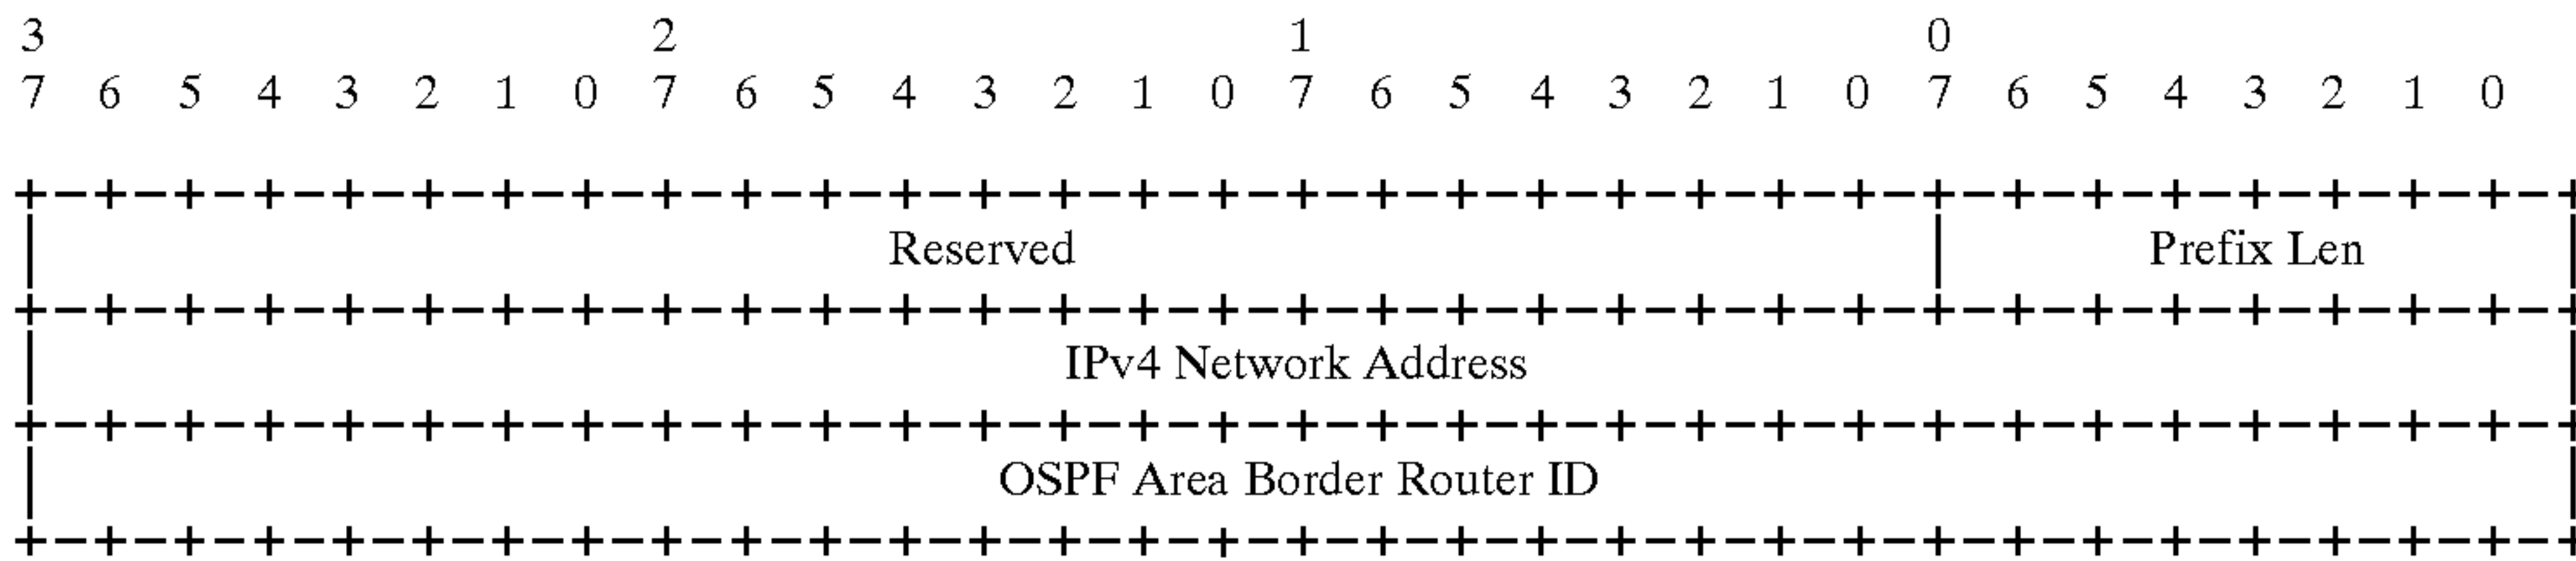 3 2 1 0
7 6 5 4 3 2 1 0 7 6 5 4 3 2 1 0 7 6 5 4 3 2 1 0 7 6 5 4 3 2 1 0
Reserved Prefix Len
IPv4 Network Address
OSPF Area Border Router ID